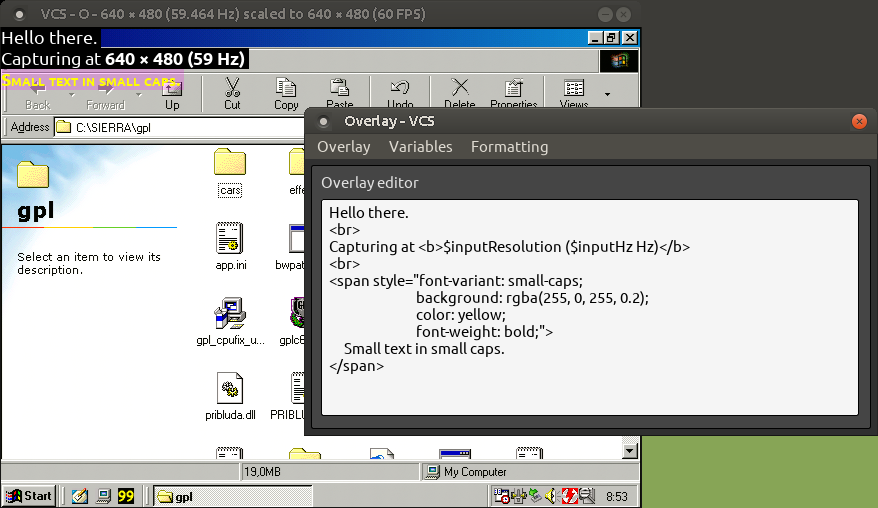 VCS - O - 640 × 480 (59.464 Hz) scaled to 640 × 480 (60 FPS)
Hello there.
Capturing at 640 × 480 (59 Hz)
Small text in small caps.
Back
Forward
Up
Cut
Copy
Paste
Undo
Delete
Properties
Views
Address
C:\SIERRA\gpl
gpl
Select an item to view its
description.
cars
effe
app.ini
bwpat
gpl_cpufix_u...
gplc6
pribluda.dll
PRIBLU
19,0MB
My Computer
Start
99
gpl
8:53
Overlay - VCS
Overlay Variables Formatting
Overlay editor
Hello there.
<br>
Capturing at <b>$inputResolution ($inputHz Hz)</b>
<br>
<span style="font-variant: small-caps;
background: rgba(255, 0, 255, 0.2);
color: yellow;
font-weight: bold;">
Small text in small caps.
</span>